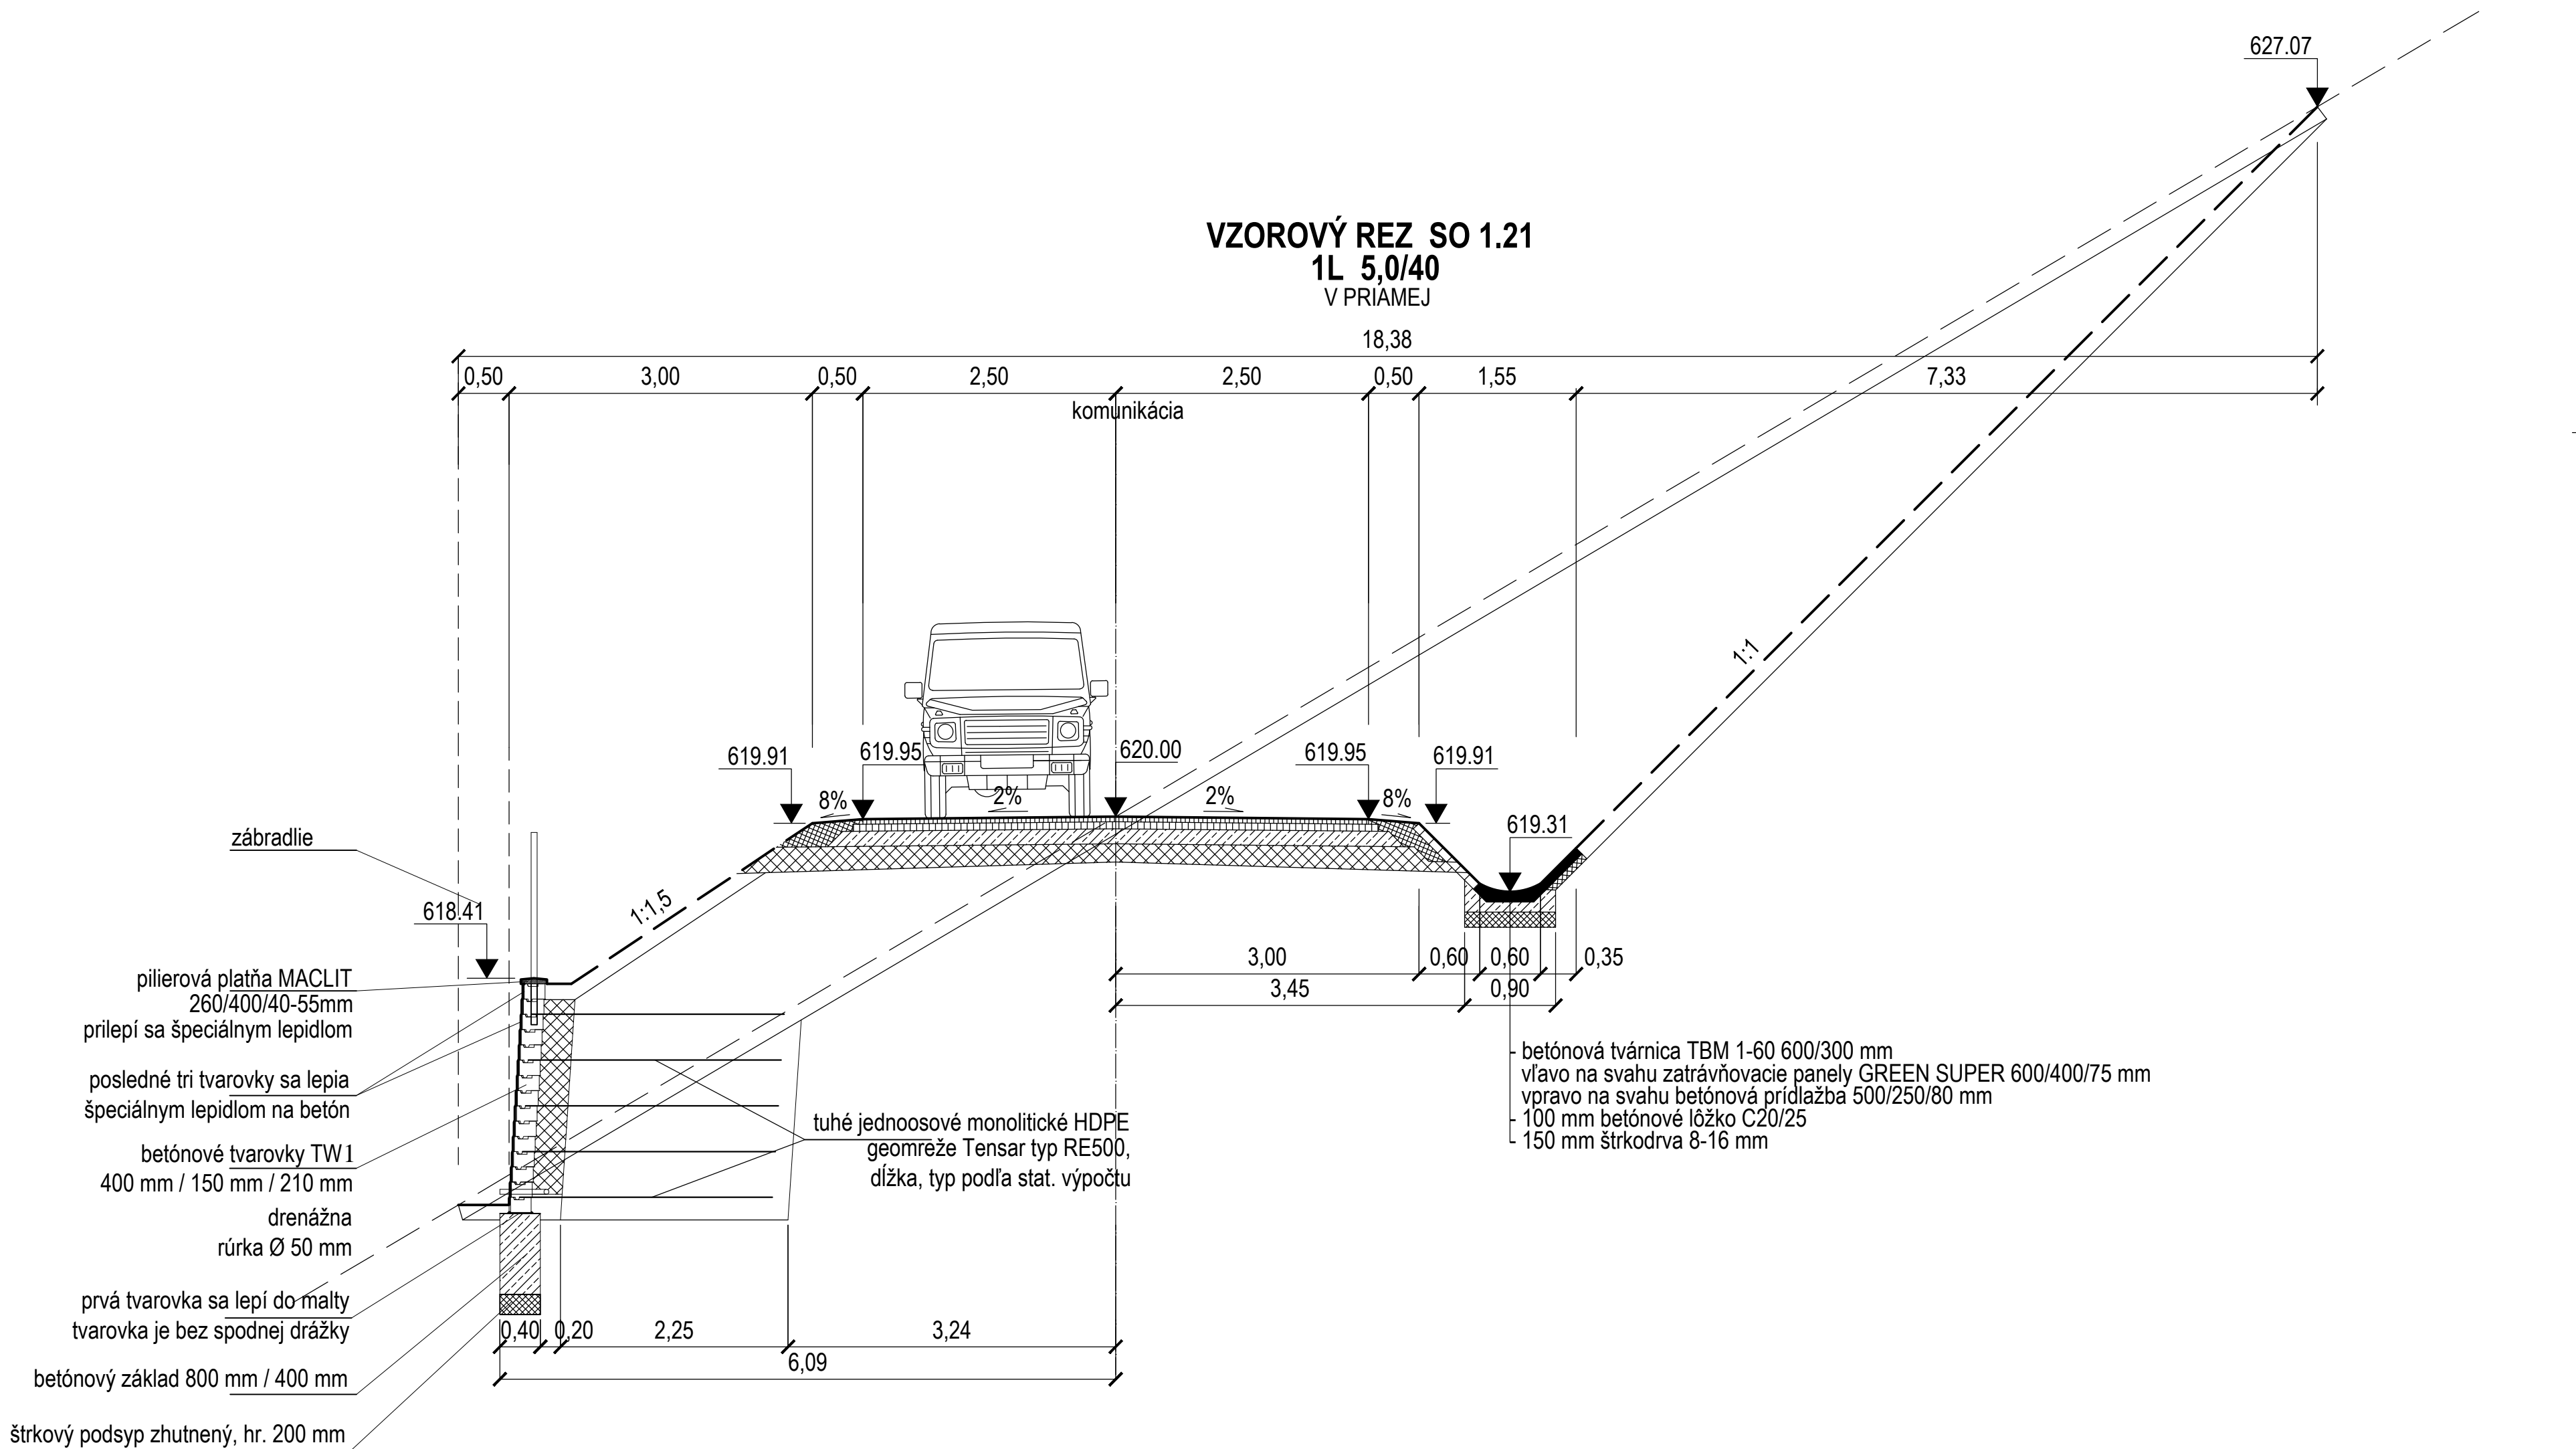 627.07
VZOROVÝ REZ SO 1.21
1L 5,0/40
V PRIAMEJ
18,38
0,50
3,00
0,50
2,50
2,50
0,50
1,55
7,33
komunikácia
1:1
619.91
619.95
620.00
619.95
619.91
8%
2%
2%
8%
619.31
zábradlie
618.41
1:1,5
3,00
0,60
0,60
0,35
3,45
0,90
pilierová platňa MACLIT
260/400/40-55mm
prilepí sa špeciálnym lepidlom
posledné tri tvarovky sa lepia
špeciálnym lepidlom na betón
betónové tvarovky TW1
400 mm / 150 mm / 210 mm
drenážna
rúrka Ø 50 mm
prvá tvarovka sa lepí do malty
tvarovka je bez spodnej drážky
betónový základ 800 mm / 400 mm
štrkový podsyp zhutnený, hr. 200 mm
tuhé jednoosové monolitické HDPE
geomreže Tensar typ RE500,
dĺžka, typ podľa stat. výpočtu
betónová tvárnica TBM 1-60 600/300 mm
vľavo na svahu zatrávňovacie panely GREEN SUPER 600/400/75 mm
vpravo na svahu betónová prídlažba 500/250/80 mm
100 mm betónové lôžko C20/25
150 mm štrkodrva 8-16 mm
0,40
0,20
2,25
3,24
6,09